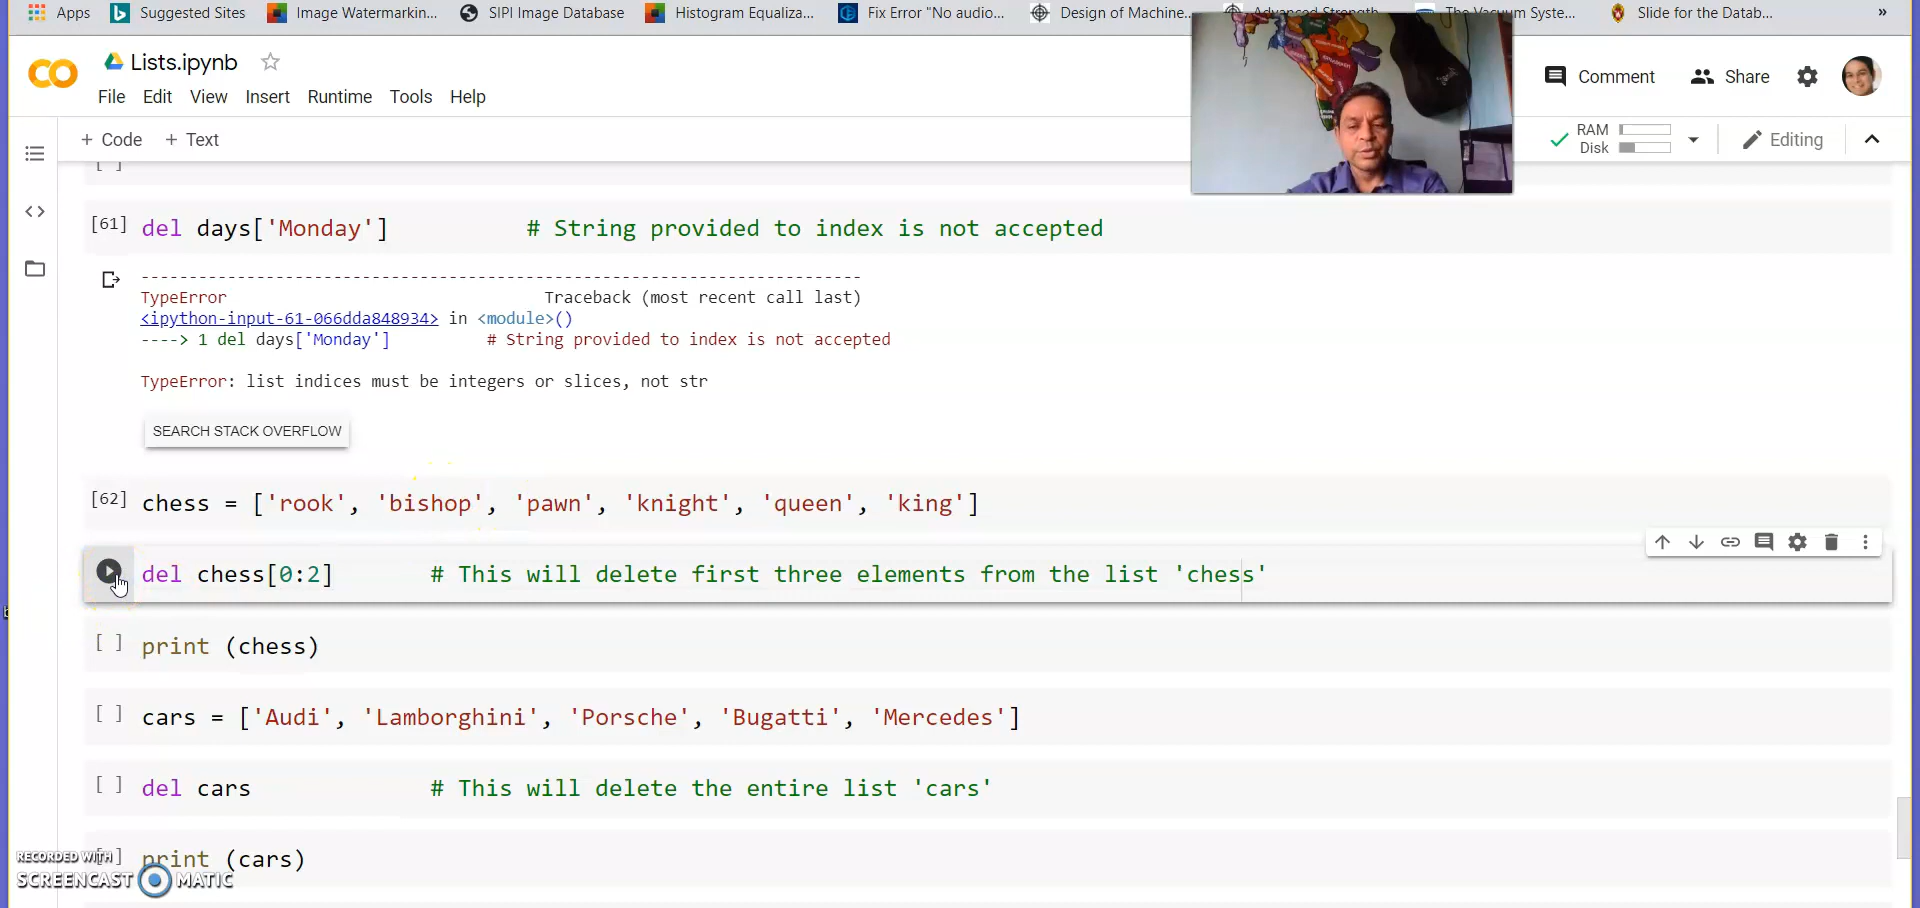 Apps Suggested Sites Image Watermarkin... SIPI Image Database Histogram Equaliza... Fix Error "No audio... Design of Machine... Advanced Strength The Vacuum Syste... Slide for the Datab... »
CO Lists.ipynb
Comment Share
File Edit View Insert Runtime Tools Help
+ Code + Text
RAM
Disk
Editing
[ ]
[61] del days['Monday'] # String provided to index is not accepted
---------------------------------------------------------------------------
TypeError Traceback (most recent call last)
<ipython-input-61-066dda848934> in <module>()
----> 1 del days['Monday'] # String provided to index is not accepted
TypeError: list indices must be integers or slices, not str
SEARCH STACK OVERFLOW
[62] chess = ['rook', 'bishop', 'pawn', 'knight', 'queen', 'king']
del chess[0:2] # This will delete first three elements from the list 'chess'
[ ] print (chess)
[ ] cars = ['Audi', 'Lamborghini', 'Porsche', 'Bugatti', 'Mercedes']
[ ] del cars # This will delete the entire list 'cars'
[ ] print (cars)
RECORDED WITH
SCREENCAST MATIC